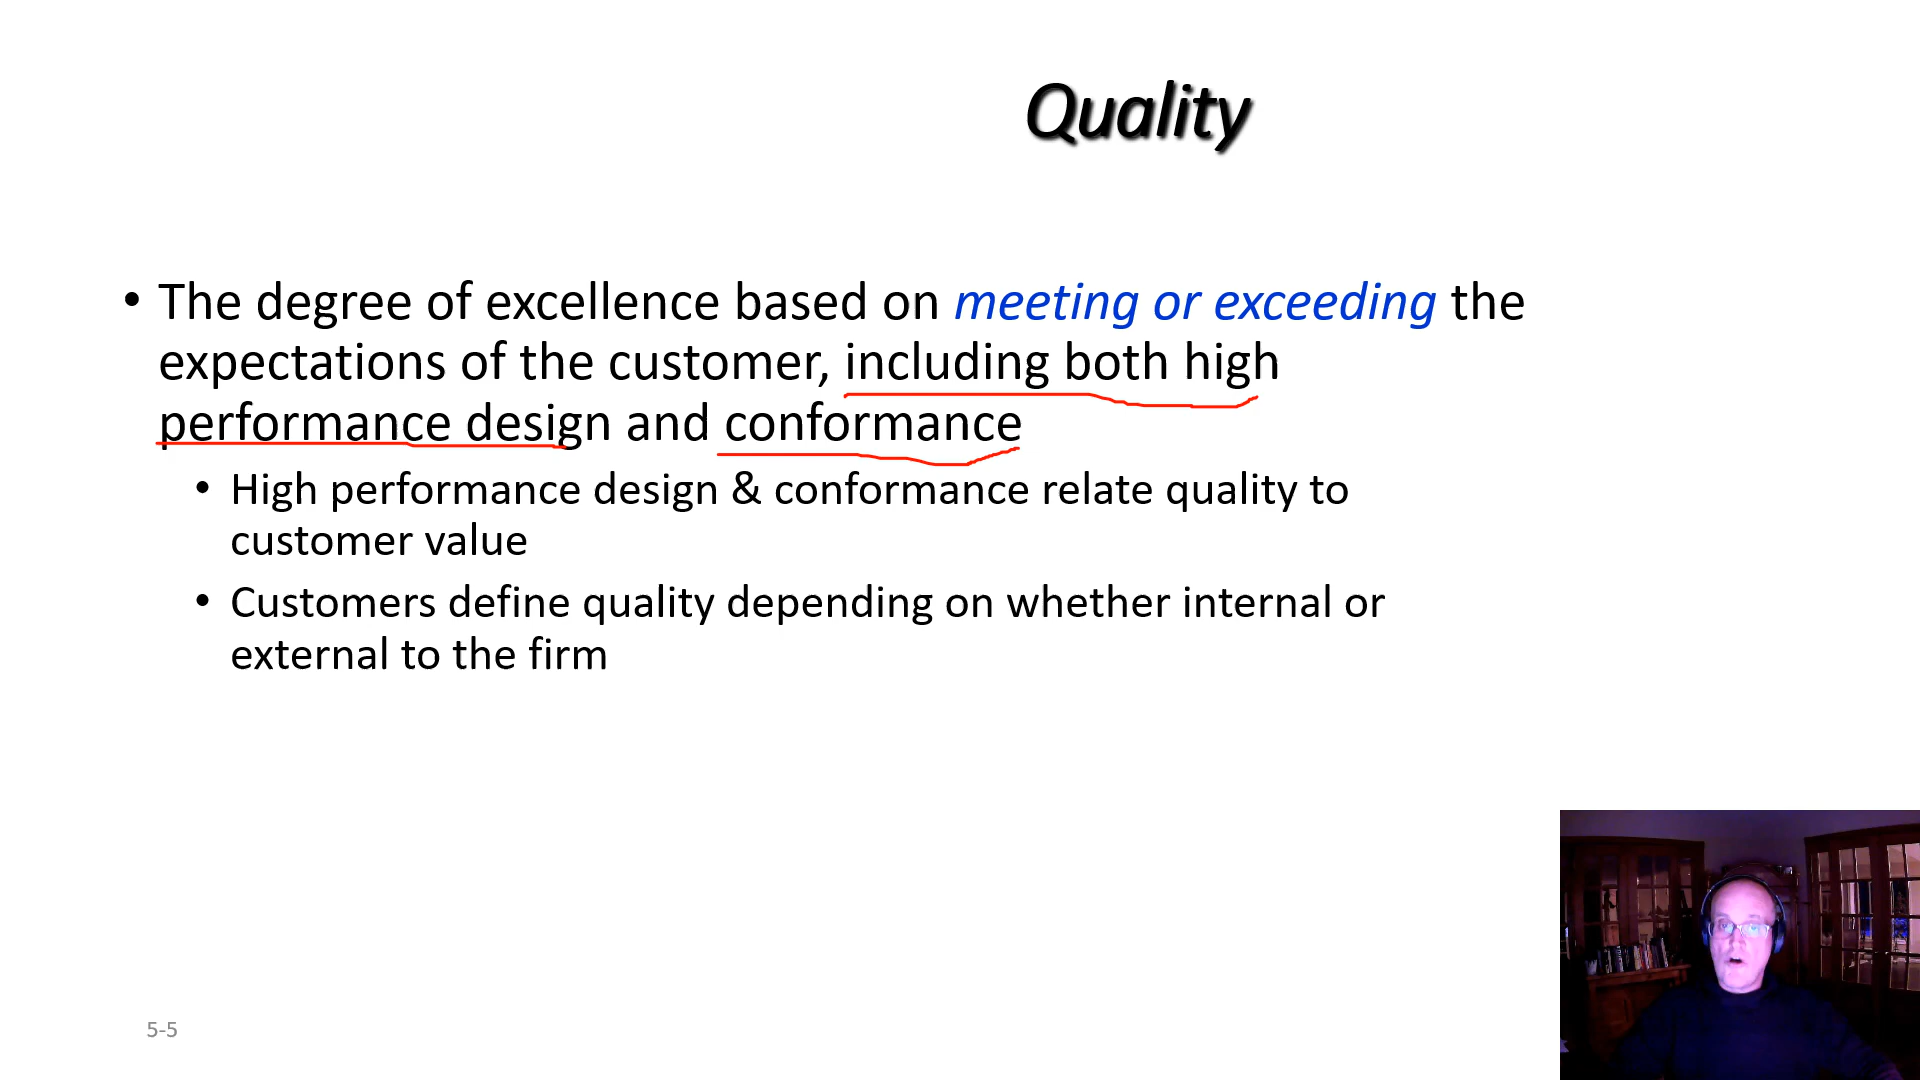 Quality
• The degree of excellence based on meeting or exceeding the
expectations of the customer, including both high
performance design and conformance
• High performance design & conformance relate quality to
customer value
• Customers define quality depending on whether internal or
external to the firm
5-5